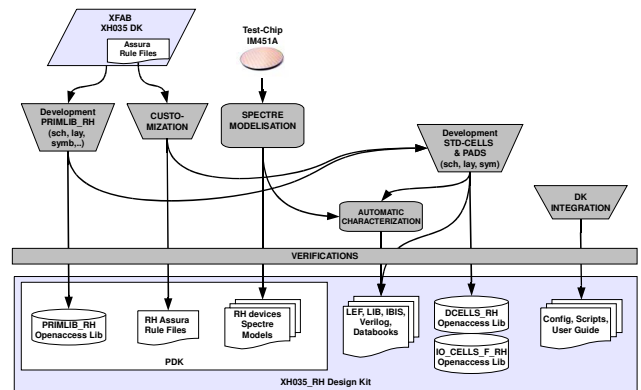 XFAB
XH035 DK
Assura
Rule Files
Test-Chip
IM451A
Development
PRIMLIB_RH
(sch, lay,
symb,..)
CUSTO-
MIZATION
SPECTRE
MODELISATION
Development
STD-CELLS
& PADS
(sch, lay, sym)
AUTOMATIC
CHARACTERIZATION
DK
INTEGRATION
VERIFICATIONS
PRIMLIB_RH
Openaccess Lib
RH Assura
Rule Files
RH devices
Spectre
Models
LEF, LIB, IBIS,
Verilog,
Databooks
DCELLS_RH
Openaccess Lib
IO_CELLS_F_RH
Openaccess Lib
Config, Scripts,
User Guide
PDK
XH035_RH Design Kit